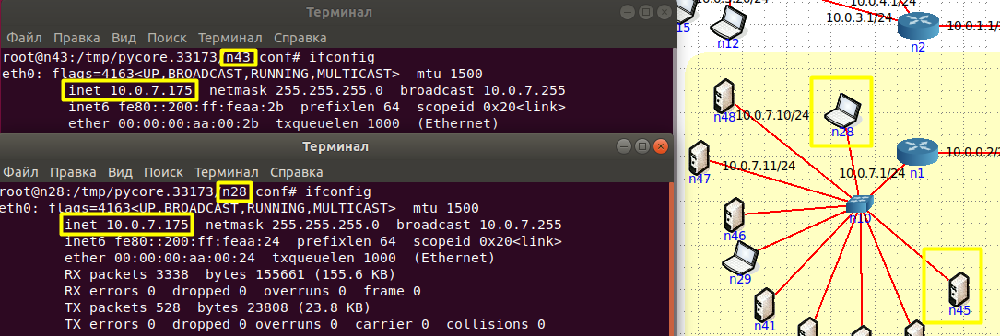 Терминал
Файл Правка Вид Поиск Терминал Справка
root@n43:/tmp/pycore.33173/n43.conf# ifconfig
eth0: flags=4163<UP,BROADCAST,RUNNING,MULTICAST> mtu 1500
inet 10.0.7.175 netmask 255.255.255.0 broadcast 10.0.7.255
inet6 fe80::200:ff:feaa:2b prefixlen 64 scopeid 0x20<link>
ether 00:00:00:aa:00:2b txqueuelen 1000 (Ethernet)
Терминал
Файл Правка Вид Поиск Терминал Справка
root@n28:/tmp/pycore.33173/n28.conf# ifconfig
eth0: flags=4163<UP,BROADCAST,RUNNING,MULTICAST> mtu 1500
inet 10.0.7.175 netmask 255.255.255.0 broadcast 10.0.7.255
inet6 fe80::200:ff:feaa:24 prefixlen 64 scopeid 0x20<link>
ether 00:00:00:aa:00:24 txqueuelen 1000 (Ethernet)
RX packets 3338 bytes 155661 (155.6 KB)
RX errors 0 dropped 0 overruns 0 frame 0
TX packets 528 bytes 23808 (23.8 KB)
TX errors 0 dropped 0 overruns 0 carrier 0 collisions 0
10.0.4.1/24
10.0.3.1/24
15
n12
n2
10.0.1.1/
n48
10.0.7.10/24
n28
n47
10.0.7.11/24
10.0.7.1/24
n1
10.0.0.2/
n10
n46
n29
n41
n45